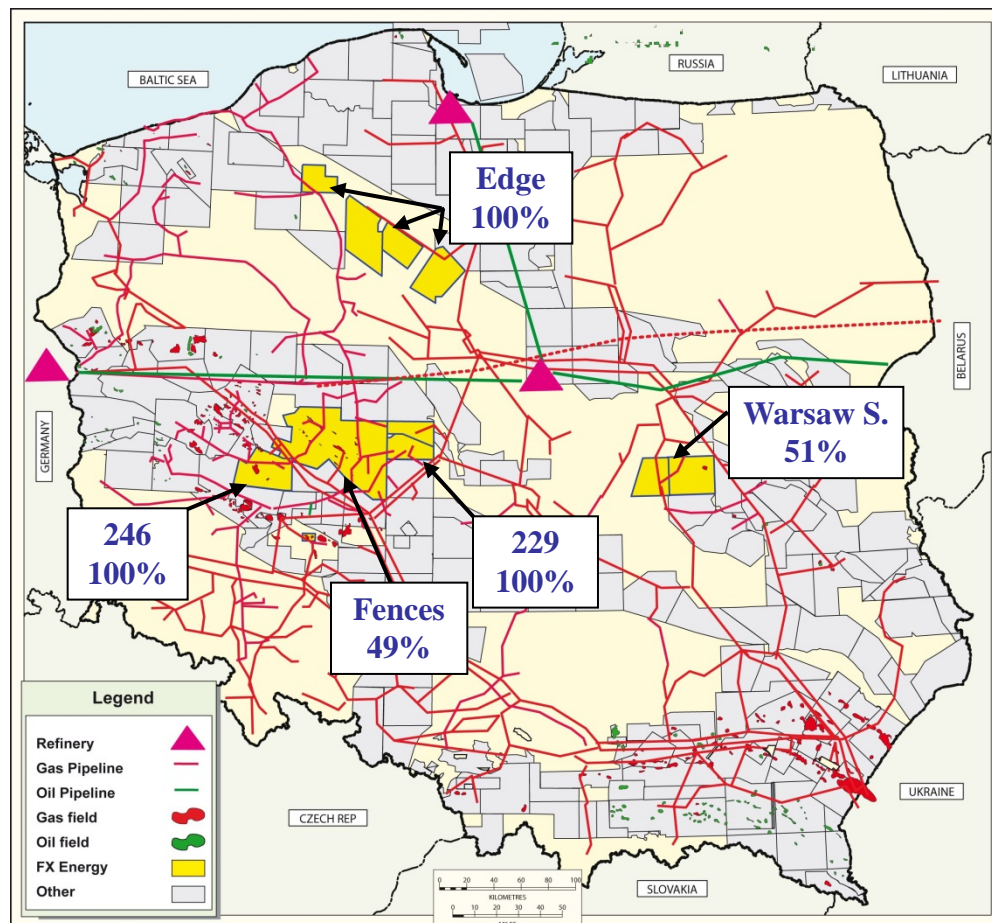 BALTIC SEA
RUSSIA
LITHUANIA
Edge
100%
BELARUS
GERMANY
Warsaw S.
51%
246
100%
229
100%
Fences
49%
Legend
Refinery
Gas Pipeline
Oil Pipeline
Gas field
Oil field
FX Energy
Other
CZECH REP
UKRAINE
SLOVAKIA
0 20 40 60 80 100
KILOMETRES
0 10 20 30 40 50